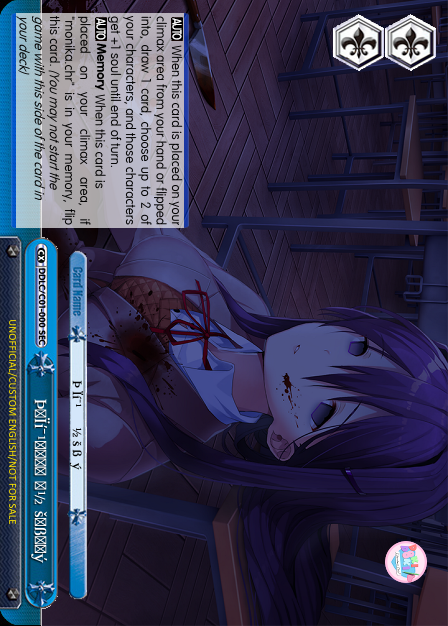 AUTO When this card is placed on your
climax area from your hand or flipped
into, draw 1 card, choose up to 2 of
your characters, and those characters
get +1 soul until end of turn.
AUTO Memory When this card is
placed on your climax area, if
"monika.chr" is in your memory, flip
this card. (You may not start the
game with this side of the card in
your deck)
Card Name
CX DDLC/C01-000 SEC
UNOFFICIAL/CUSTOM ENGLISH/NOT FOR SALE